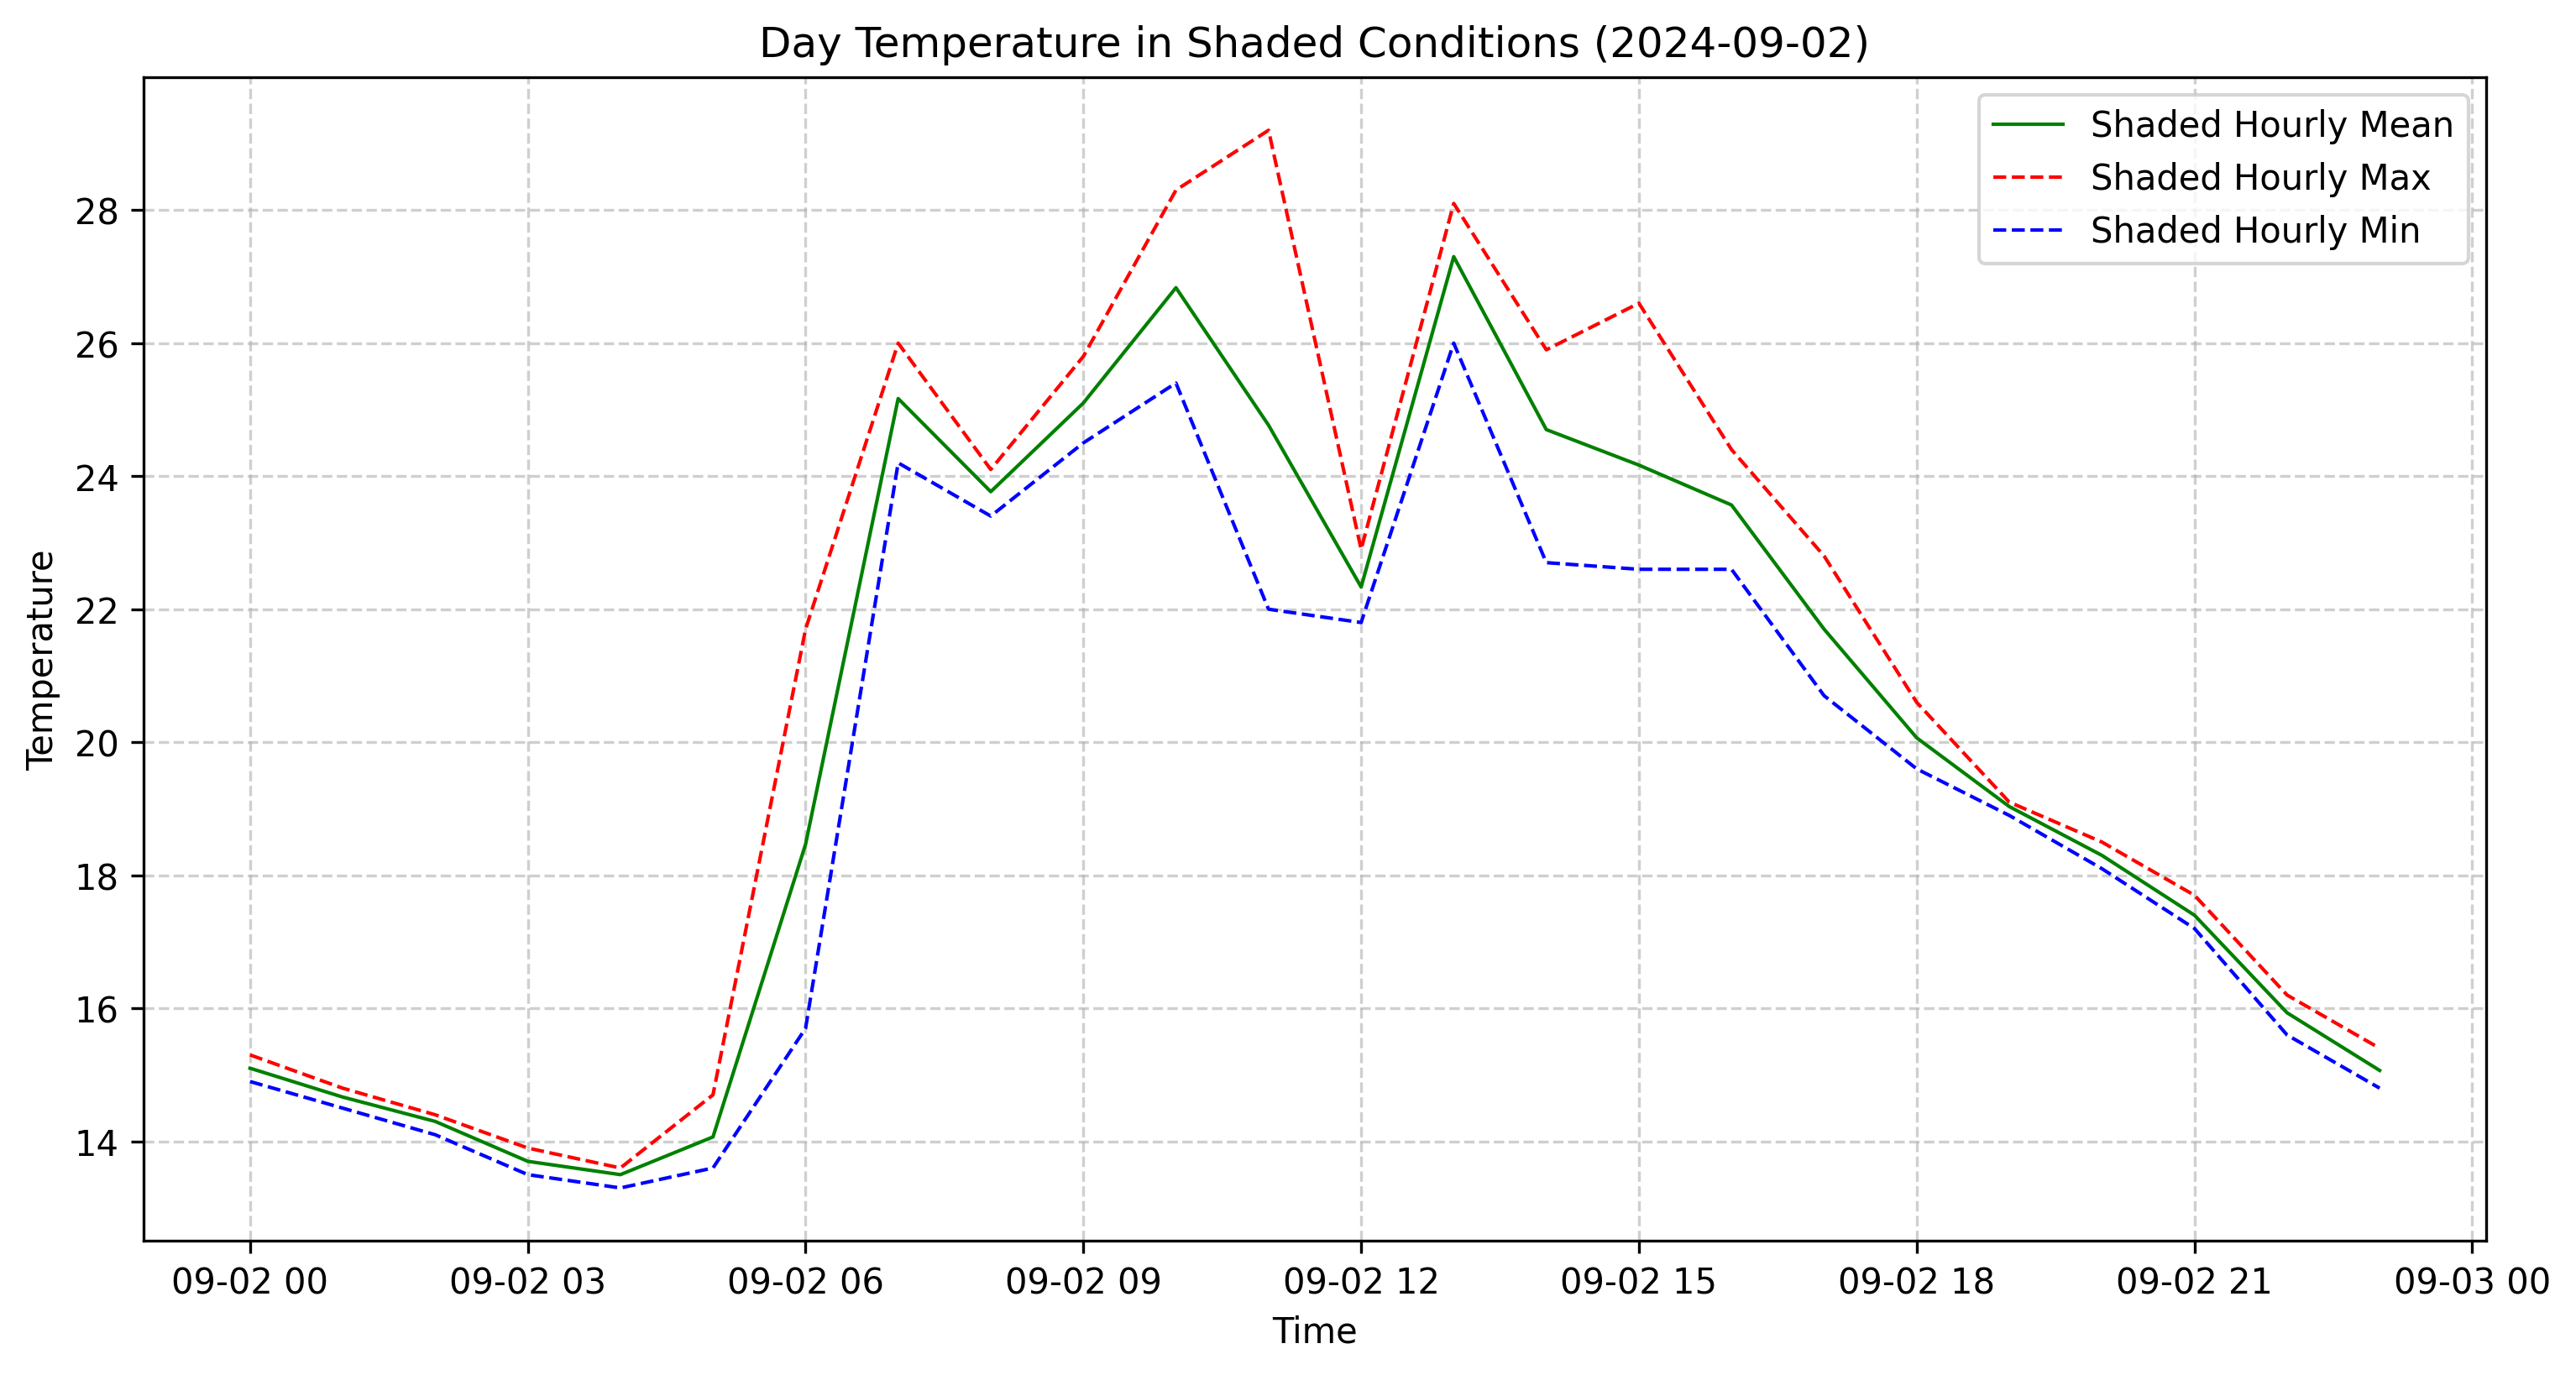 Day Temperature in Shaded Conditions (2024-09-02)
Shaded Hourly Mean
Shaded Hourly Max
Shaded Hourly Min
Temperature
28
26
24
22
20
18
16
14
09-02 00 09-02 03 09-02 06 09-02 09 09-02 12 09-02 15 09-02 18 09-02 21 09-03 00
Time